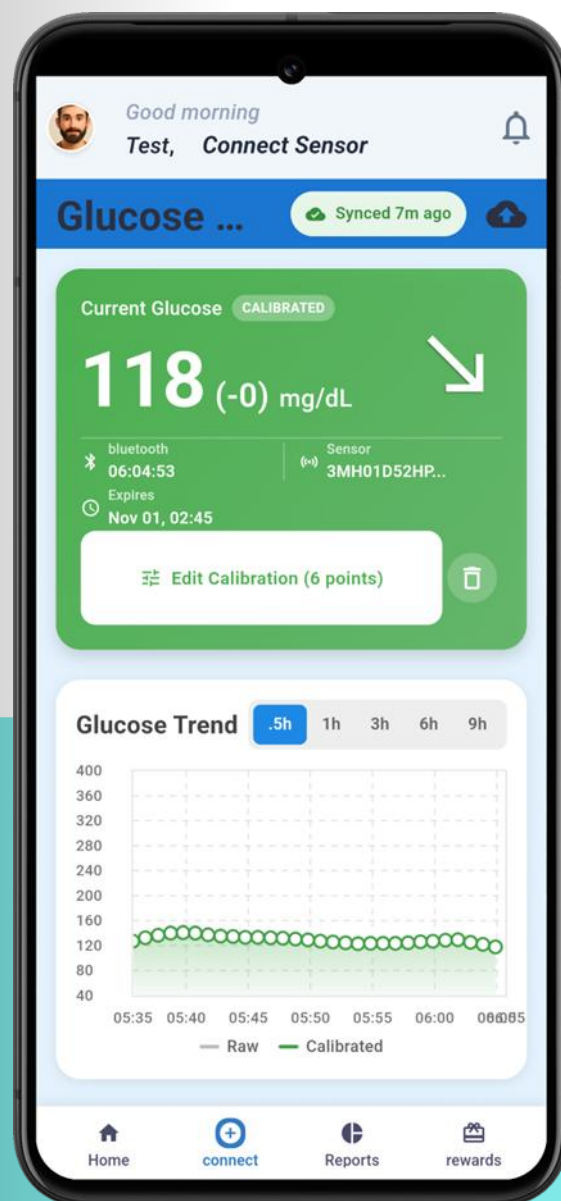 Good morning
Test, Connect Sensor
Glucose ...
Synced 7m ago
Current Glucose CALIBRATED
118 (-0) mg/dL
bluetooth
06:04:53
Sensor
3MH01D52HP...
Expires
Nov 01, 02:45
Edit Calibration (6 points)
Glucose Trend .5h 1h 3h 6h 9h
400
360
320
280
240
200
160
120
80
40
05:35 05:40 05:45 05:50 05:55 06:00
Raw Calibrated
Home connect Reports rewards